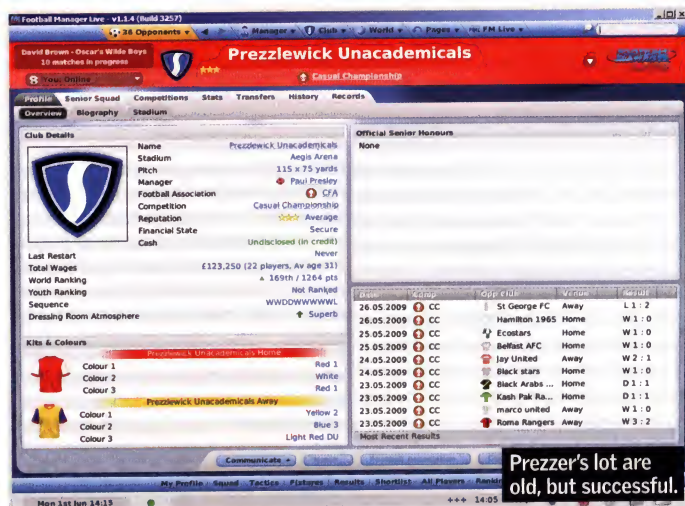 Football Manager Live - v1.1.4 (Build 3257)
26 Opponents Manager Club World Pages FM Live
David Brown - Oscar's Wilde Boys
10 matches in progress
Prezzlewick Unacademicals
Your Online
Casual Championship
Profile Senior Squad Competitions Stats Transfers History Records
Overview Biography Stadium
Club Details
Name Prezzlewick Unacademicals
Stadium Aegis Arena
Pitch 115 x 75 yards
Manager Paul Presley
Football Association CFA
Competition Casual Championship
Reputation Average
Financial State Secure
Cash Undisclosed (in credit)
Last Restart Never
Total Wages £123,250 (22 players, Av age 31)
World Ranking 169th / 1264 pts
Youth Ranking Not Ranked
Sequence WWDDWWWWWL
Dressing Room Atmosphere Superb
Kits & Colours
Prezzlewick Unacademicals Home
Colour 1 Red 1
Colour 2 White
Colour 3 Red 1
Prezzlewick Unacademicals Away
Colour 1 Yellow 2
Colour 2 Blue 3
Colour 3 Light Red DU
Official Senior Honours
None
Date Comp Opp club Venue Result
26.05.2009 CC St George FC Away L 1 : 2
26.05.2009 CC Hamilton 1965 Home W 1 : 0
25.05.2009 CC Ecostars Home W 1 : 0
25.05.2009 CC Belfast AFC Home W 1 : 0
24.05.2009 CC Jay United Away W 2 : 1
24.05.2009 CC Black stars Home W 1 : 0
23.05.2009 CC Black Arabs ... Home D 1 : 1
23.05.2009 CC Kash Pak Ra... Home D 1 : 1
23.05.2009 CC marco united Away W 1 : 0
23.05.2009 CC Roma Rangers Away W 3 : 2
Most Recent Results
Communicate
My Profile Squad Tactics Fixtures Results Shortlist All Players
Mon 1st Jun 14:15 +++ 14:05
Prezzer's lot are
old, but successful.